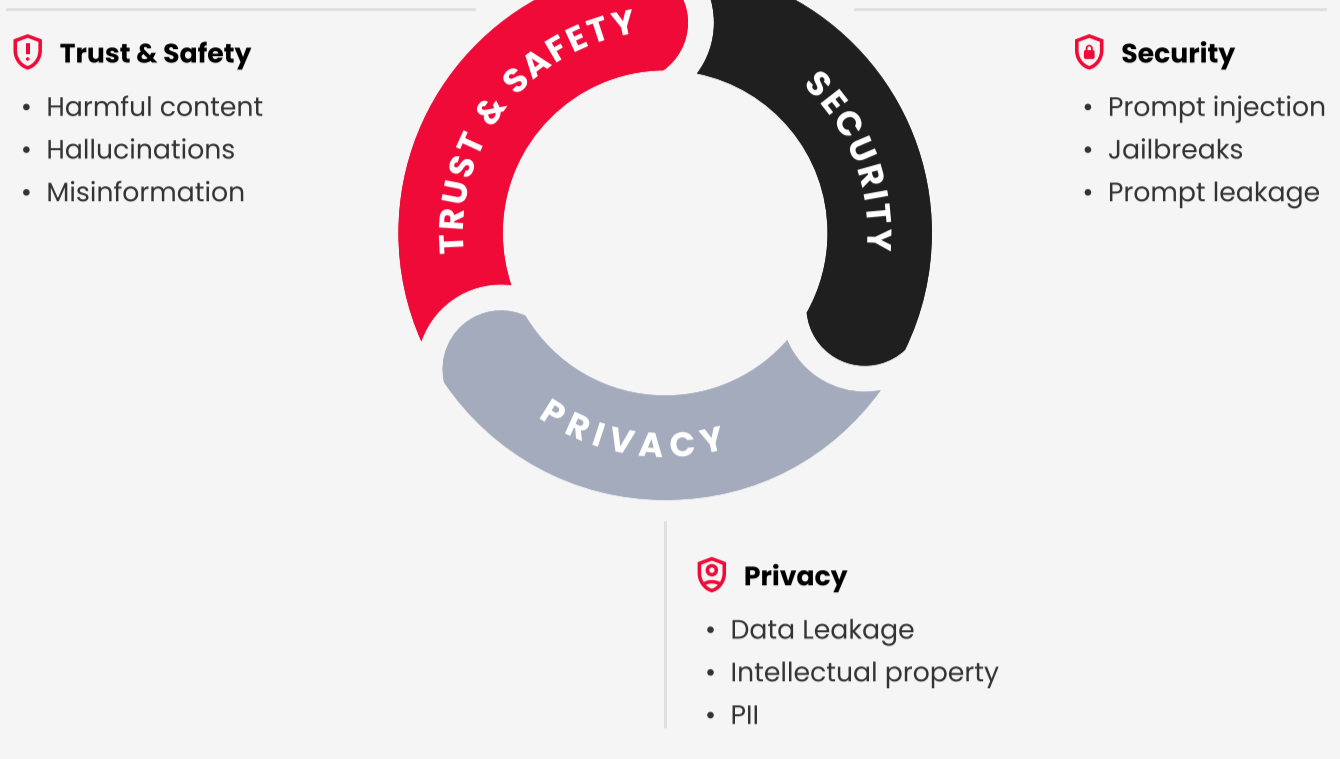 TRUST & SAFETY
SECURITY
PRIVACY
Trust & Safety
• Harmful content
• Hallucinations
• Misinformation
Security
• Prompt injection
• Jailbreaks
• Prompt leakage
Privacy
• Data Leakage
• Intellectual property
• PII